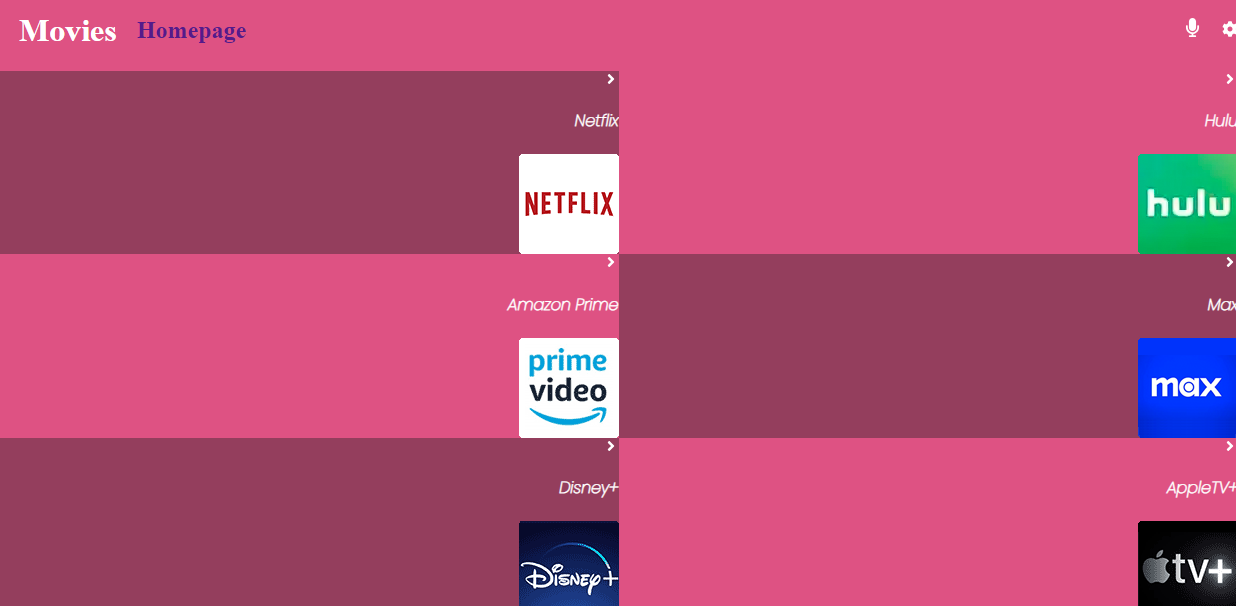 Movies Homepage
Netflix
NETFLIX
Hulu
hulu
Amazon Prime
prime
video
Max
max
Disney+
Disney+
AppleTV+
tv+